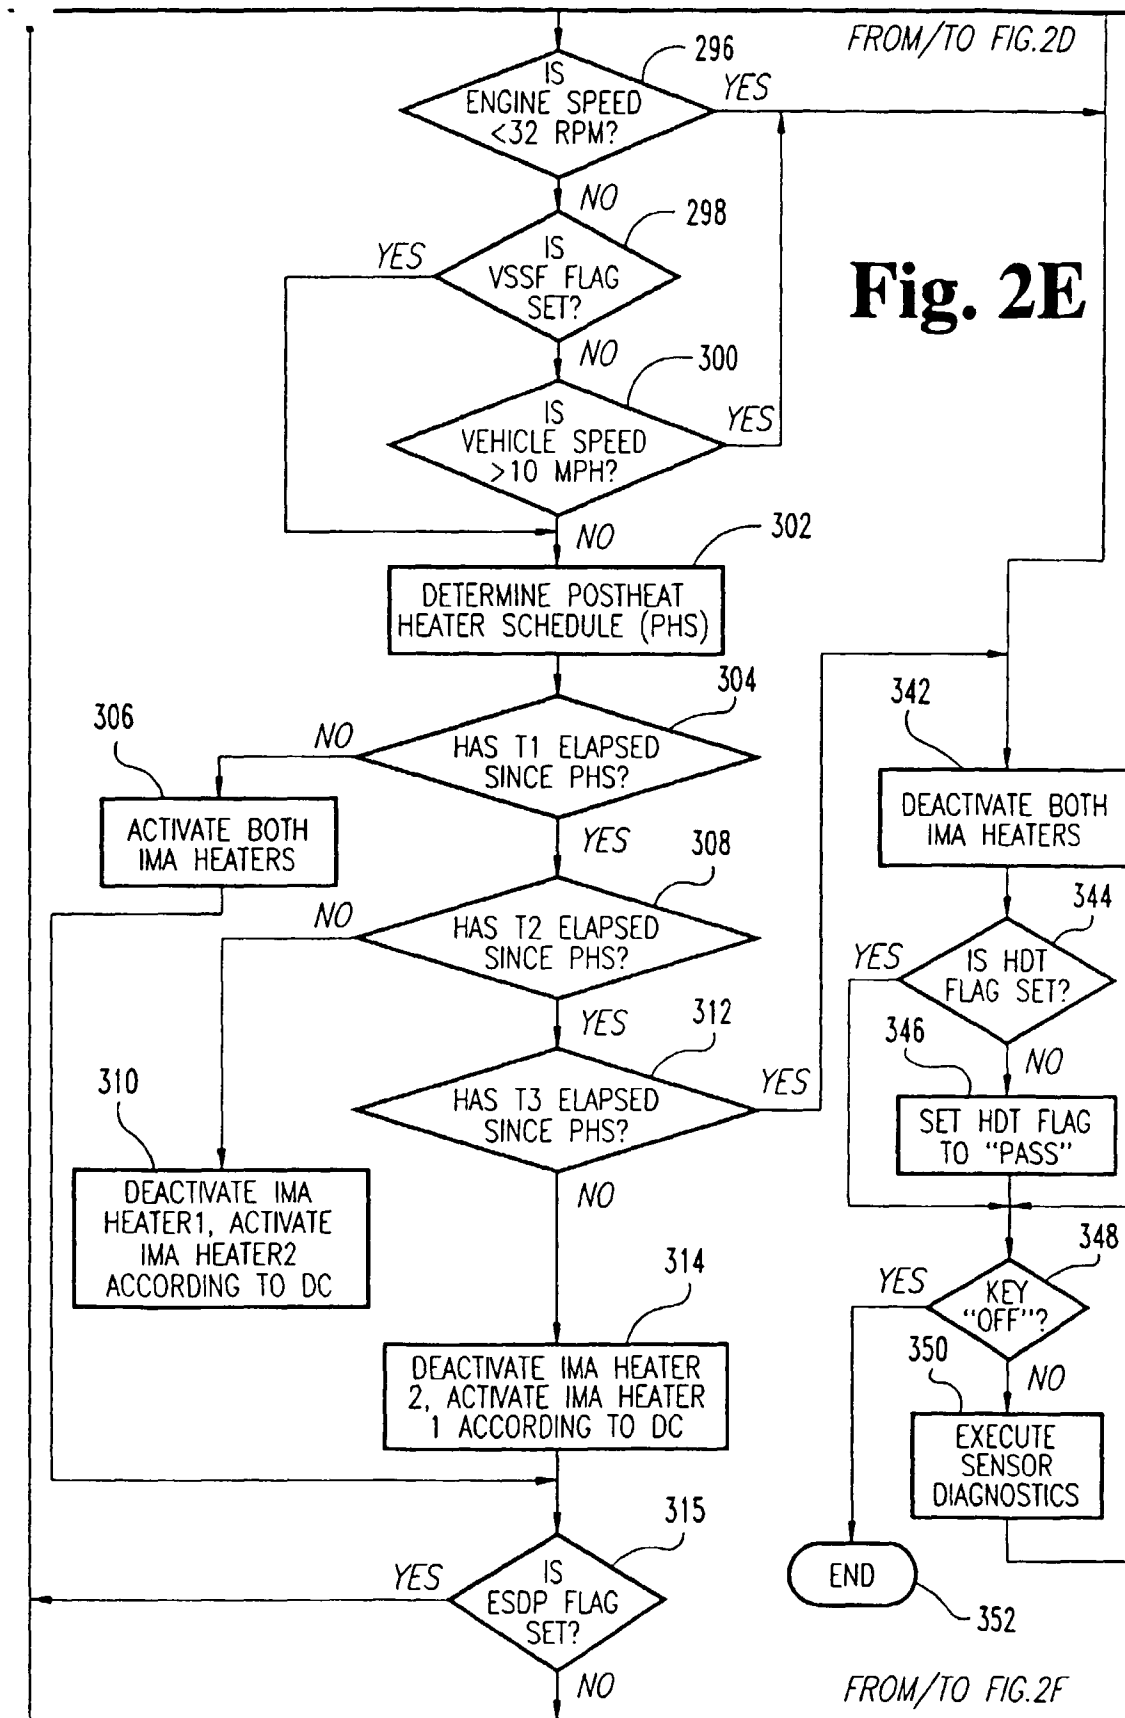 FROM/TO FIG.2D
296
IS
ENGINE SPEED
<32 RPM?
YES
NO
298
IS
VSSF FLAG
SET?
YES
NO
Fig. 2E
300
IS
VEHICLE SPEED
>10 MPH?
YES
NO
302
DETERMINE POSTHEAT
HEATER SCHEDULE (PHS)
304
HAS T1 ELAPSED
SINCE PHS?
NO
YES
306
ACTIVATE BOTH
IMA HEATERS
308
HAS T2 ELAPSED
SINCE PHS?
NO
YES
310
DEACTIVATE IMA
HEATER1, ACTIVATE
IMA HEATER2
ACCORDING TO DC
312
HAS T3 ELAPSED
SINCE PHS?
YES
NO
314
DEACTIVATE IMA HEATER
2, ACTIVATE IMA HEATER
1 ACCORDING TO DC
315
IS
ESDP FLAG
SET?
YES
NO
342
DEACTIVATE BOTH
IMA HEATERS
344
IS HDT
FLAG SET?
YES
NO
346
SET HDT FLAG
TO "PASS"
348
KEY
"OFF"?
YES
NO
350
EXECUTE
SENSOR
DIAGNOSTICS
END
352
FROM/TO FIG.2F